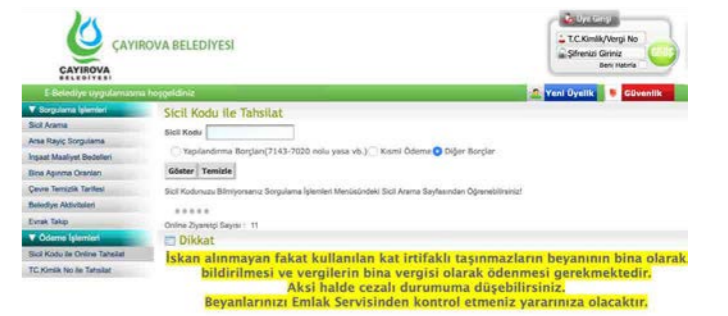 ÇAYIROVA
BELEDİYESİ
ÇAYIROVA BELEDİYESİ
Üye Girişi
T.C.Kimlik/Vergi No
Şifrenizi Giriniz
Beni Hatırla
E-Belediye uygulamasına hoşgeldiniz
Yeni Üyelik
Güvenlik
Sorgulama İşlemleri
Sicil Arama
Arsa Rayiç Sorgulama
İnşaat Maaliyet Bedelleri
Bina Aşınma Oranları
Çevre Temizlik Tarifesi
Belediye Aktiviteleri
Evrak Takip
Ödeme İşlemleri
Sicil Kodu ile Online Tahsilat
TC.Kimlik No ile Tahsilat
Sicil Kodu İle Tahsilat
Sicil Kodu
Yapılandırma Borçları(7143-7020 nolu yasa vb.) Kısmi Ödeme Diğer Borçlar
Göster Temizle
Sicil Kodunuzu Bilmiyorsanız Sorgulama İşlemleri Menüsündeki Sicil Arama Sayfasından Öğrenebilirsiniz!
*****
Online Ziyaretçi Sayısı : 11
Dikkat
İskan alınmayan fakat kullanılan kat irtifaklı taşınmazların beyanının bina olarak
bildirilmesi ve vergilerin bina vergisi olarak ödenmesi gerekmektedir.
Aksi halde cezalı durumuma düşebilirsiniz.
Beyanlarınızı Emlak Servisinden kontrol etmeniz yararınıza olacaktır.